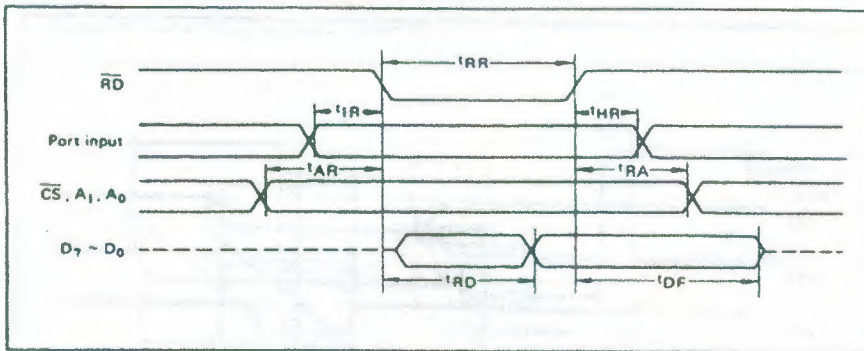 tRR
RD
tIR
tHR
Port input
tAR
tRA
CS, A1, A0
D7 ~ D0
tRD
tDF